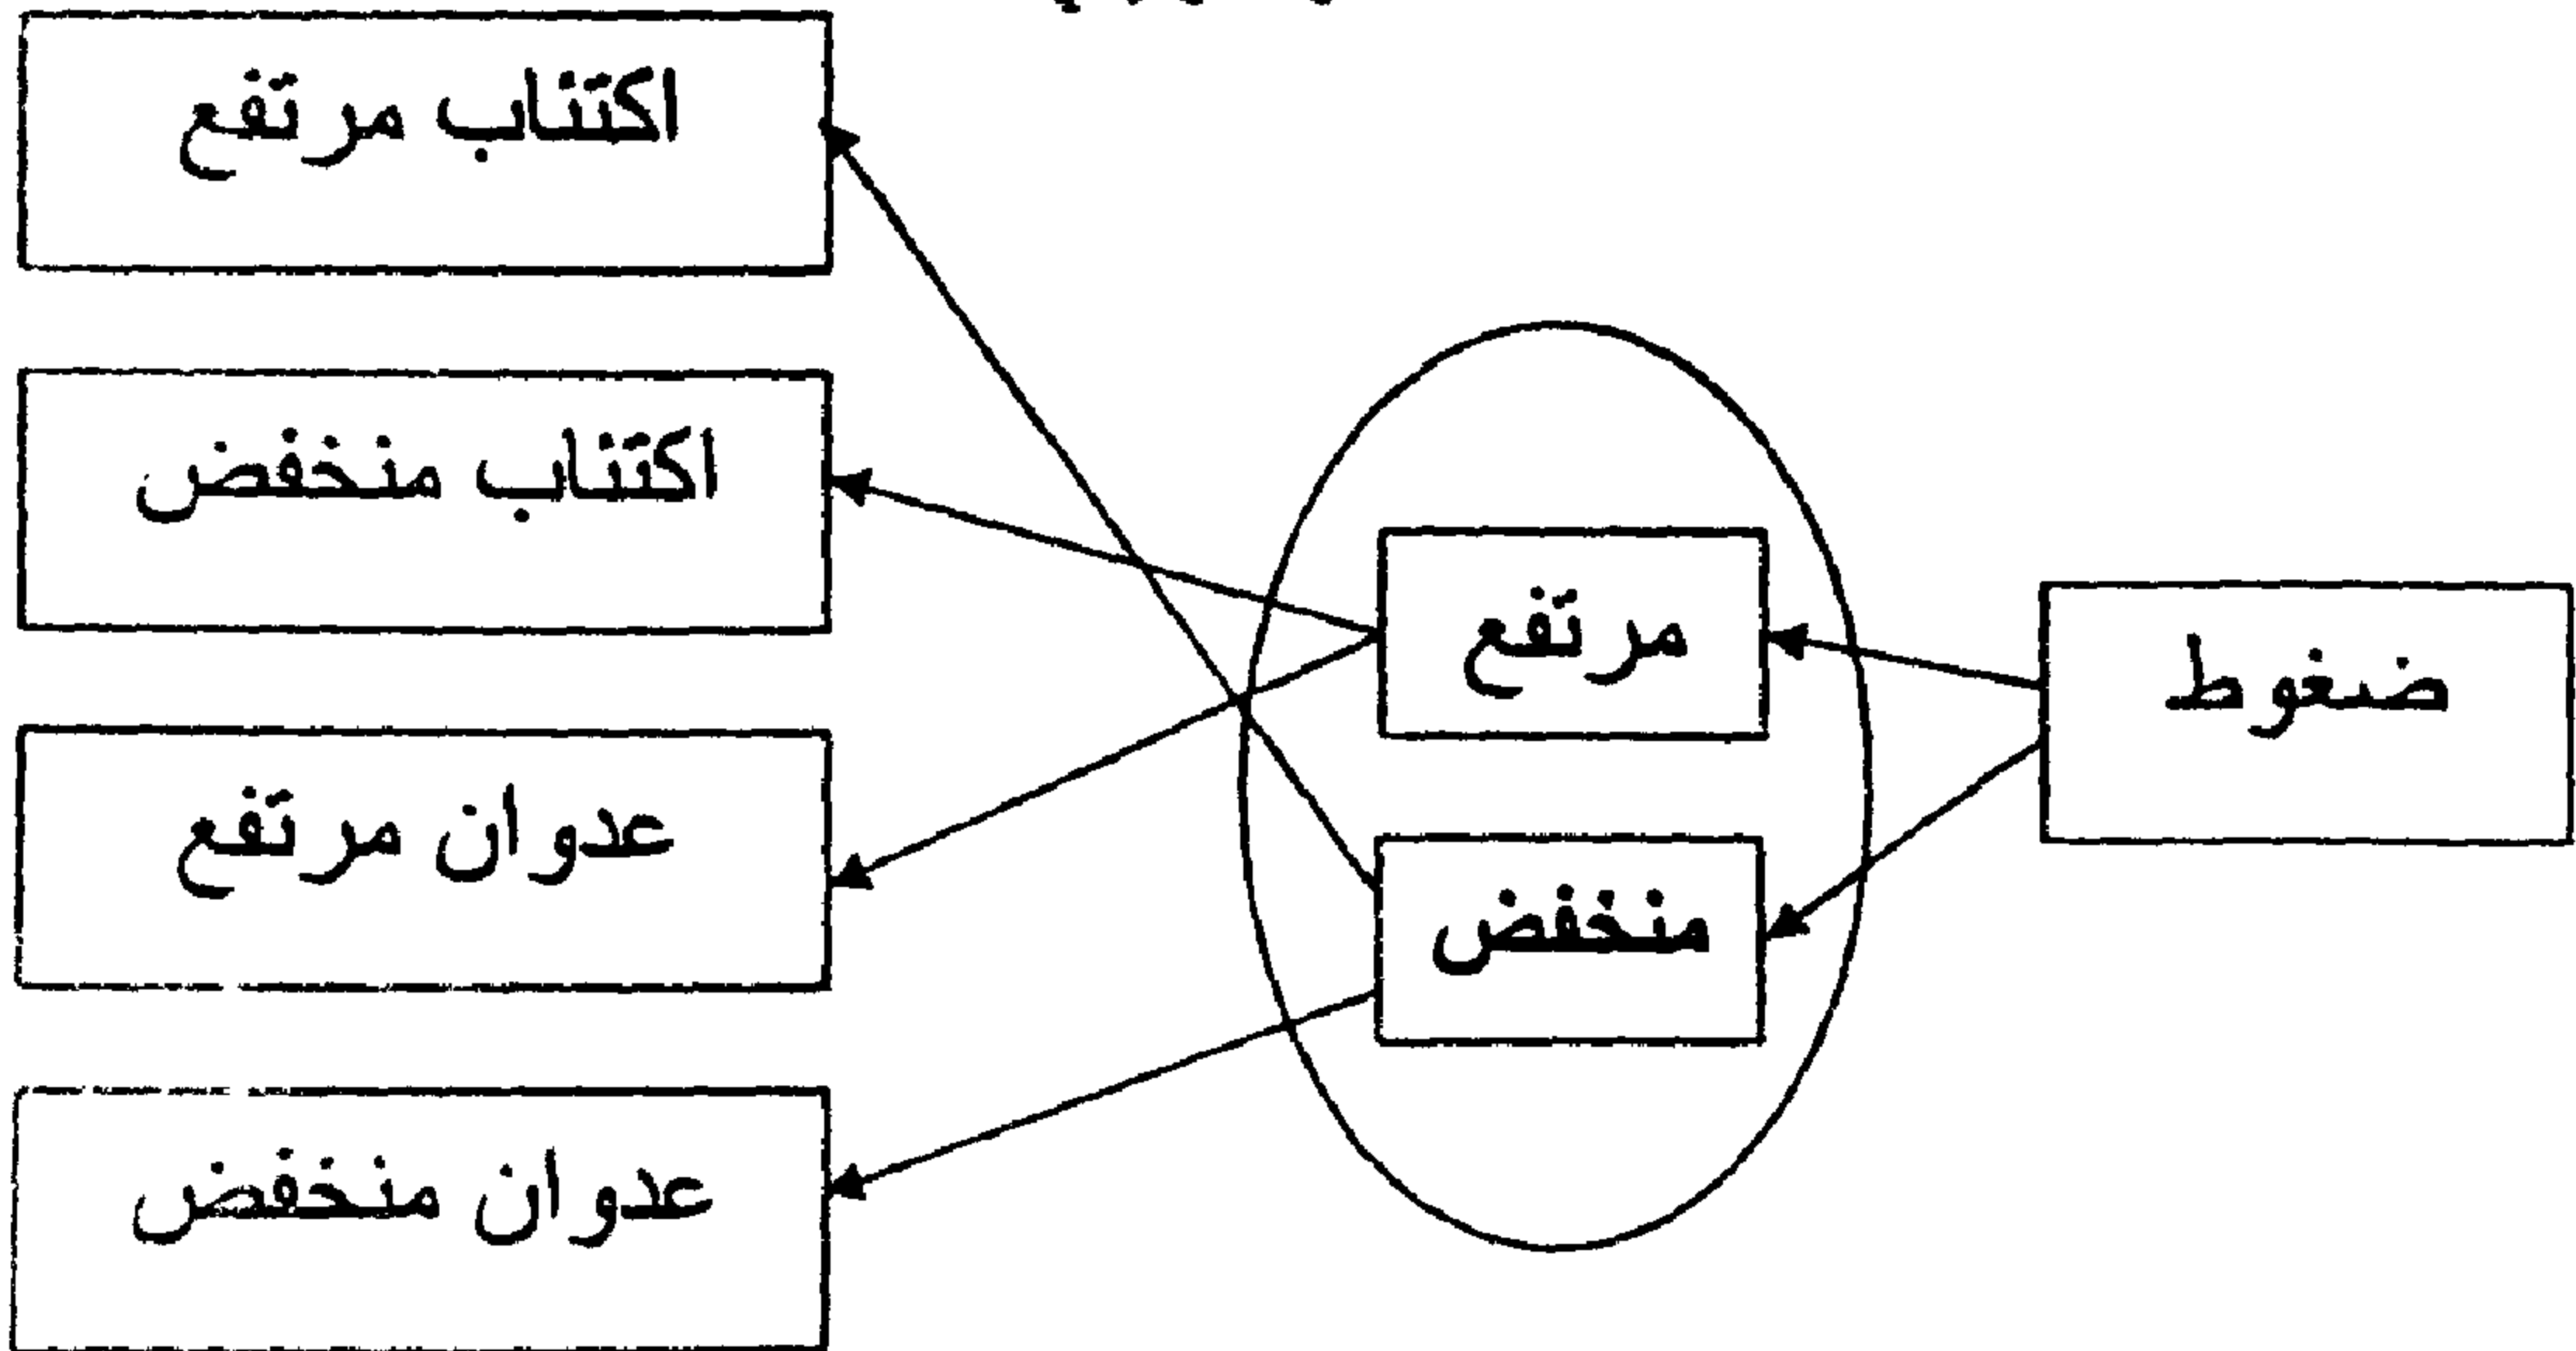 اكتئاب مرتفع
اكتئاب منخفض
مرتفع
ضغوط
عدوان مرتفع
منخفض
عدوان منخفض